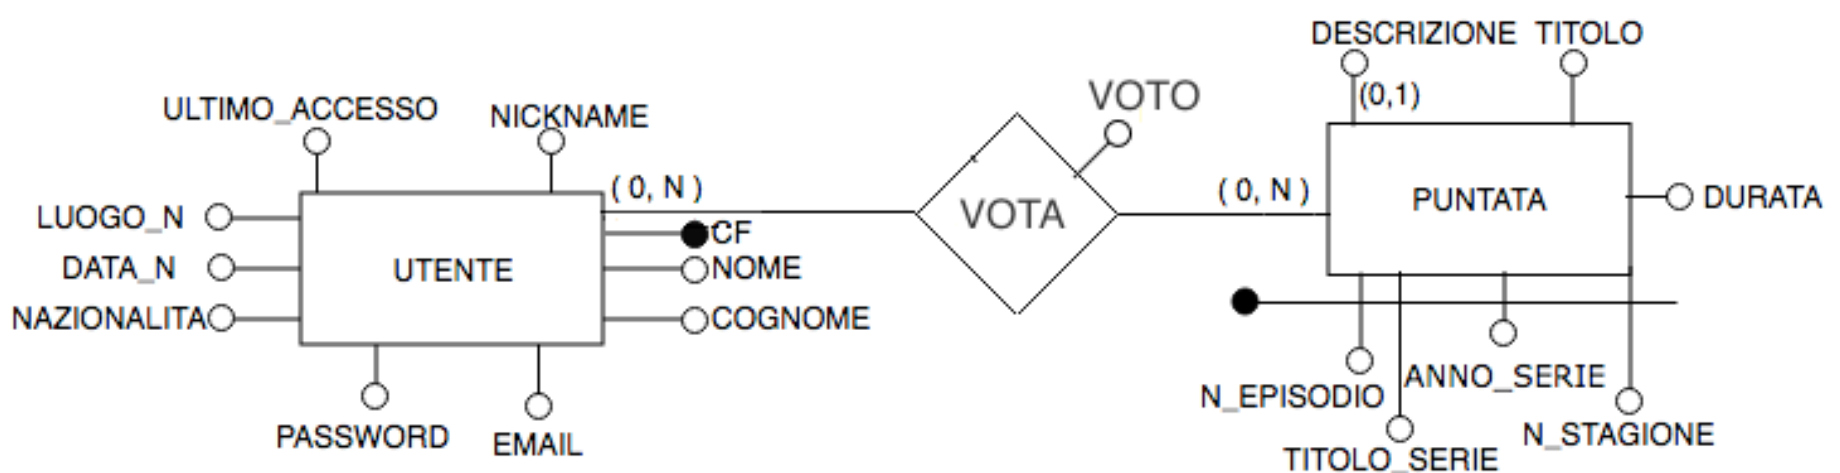 DESCRIZIONE TITOLO
(0,1)
VOTO
ULTIMO_ACCESSO
NICKNAME
( 0, N )
( 0, N )
LUOGO_N
CF
VOTA
PUNTATA
DURATA
DATA_N
UTENTE
NOME
NAZIONALITA
COGNOME
N_EPISODIO
ANNO_SERIE
PASSWORD
EMAIL
TITOLO_SERIE
N_STAGIONE